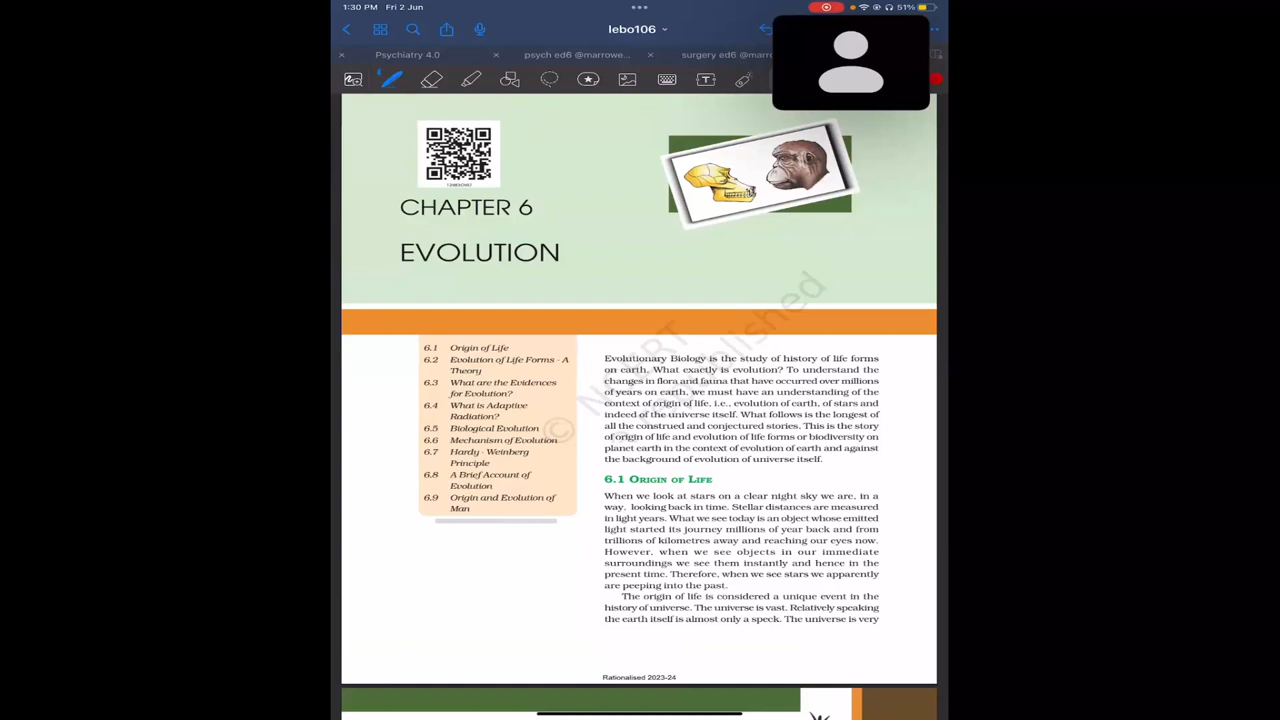 1:30 PM Fri 2 Jun
51%
lebo106
Psychiatry 4.0
psych ed6 @marrowe...
surgery ed6 @marro
CHAPTER 6
EVOLUTION
6.1 Origin of Life
6.2 Evolution of Life Forms - A
Theory
6.3 What are the Evidences
for Evolution?
6.4 What is Adaptive
Radiation?
6.5 Biological Evolution
6.6 Mechanism of Evolution
6.7 Hardy - Weinberg
Principle
6.8 A Brief Account of
Evolution
6.9 Origin and Evolution of
Man
Evolutionary Biology is the study of history of life forms
on earth. What exactly is evolution? To understand the
changes in flora and fauna that have occurred over millions
of years on earth, we must have an understanding of the
context of origin of life, i.e., evolution of earth, of stars and
indeed of the universe itself. What follows is the longest of
all the construed and conjectured stories. This is the story
of origin of life and evolution of life forms or biodiversity on
planet earth in the context of evolution of earth and against
the background of evolution of universe itself.
6.1 ORIGIN OF LIFE
When we look at stars on a clear night sky we are, in a
way, looking back in time. Stellar distances are measured
in light years. What we see today is an object whose emitted
light started its journey millions of year back and from
trillions of kilometres away and reaching our eyes now.
However, when we see objects in our immediate
surroundings we see them instantly and hence in the
present time. Therefore, when we see stars we apparently
are peeping into the past.
The origin of life is considered a unique event in the
history of universe. The universe is vast. Relatively speaking
the earth itself is almost only a speck. The universe is very
Rationalised 2023-24